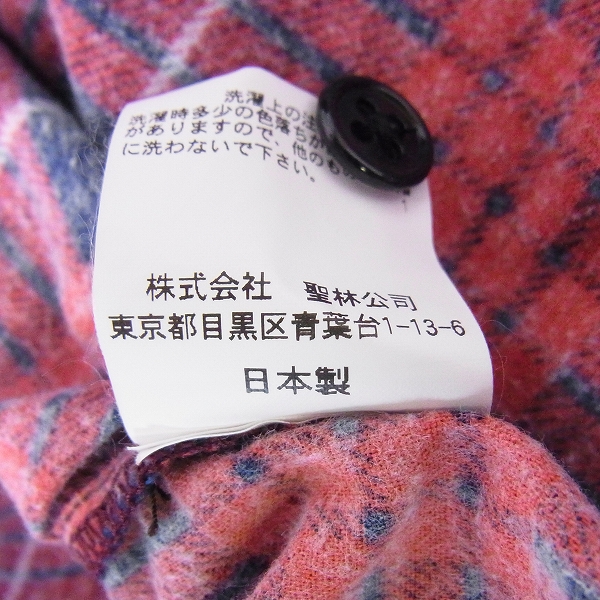 洗濯上の注
洗濯時多少の色落ちが
がありますので、他のも
に洗わないで下さい。
株式会社 聖林公司
東京都目黒区青葉台1-13-6
日本製